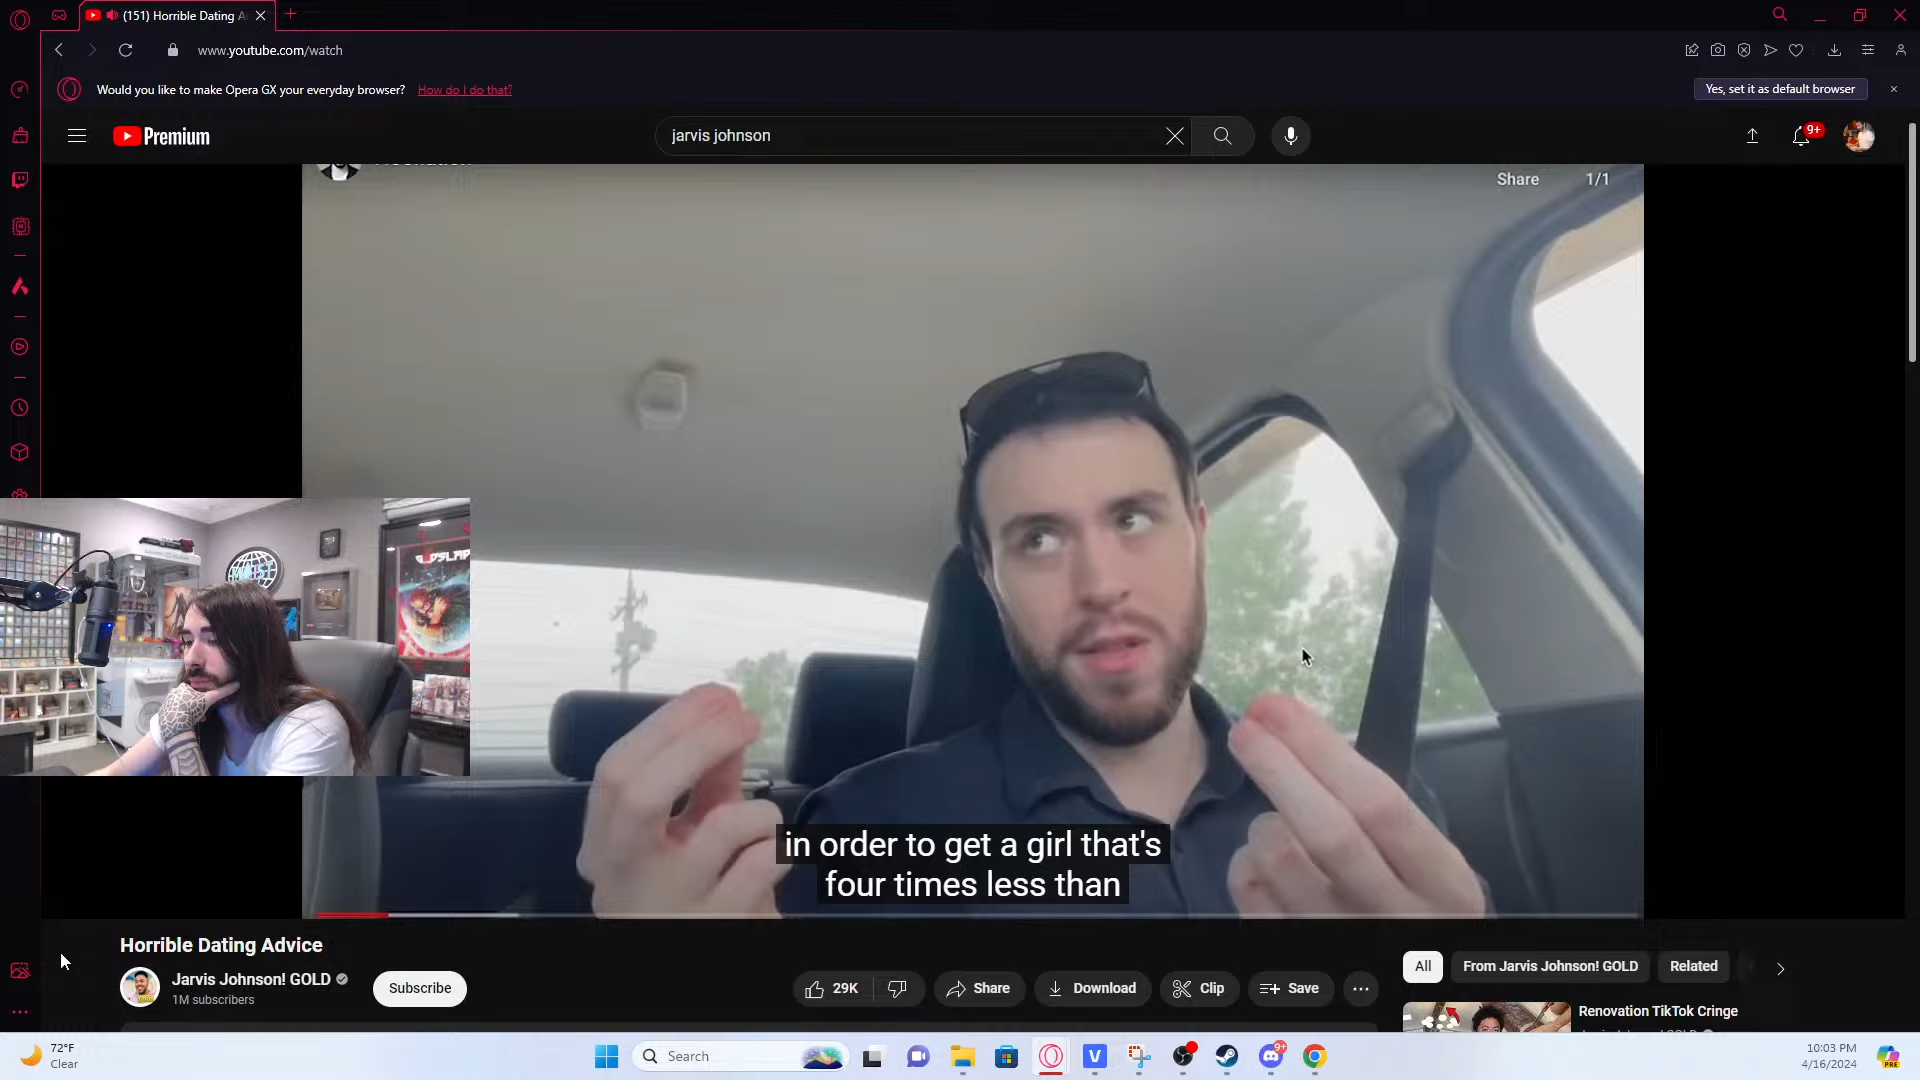 (151) Horrible Dating A
www.youtube.com/watch
Would you like to make Opera GX your everyday browser? How do I do that?
Yes, set it as default browser
Premium
jarvis johnson
9+
Share
1/1
MOIST
in order to get a girl that's
four times less than
Horrible Dating Advice
Jarvis Johnson! GOLD
1M subscribers
Subscribe
29K
Share
Download
Clip
Save
All
From Jarvis Johnson! GOLD
Related
Renovation TikTok Cringe
72°F
Clear
Search
V
9+
10:03 PM
4/16/2024
PRE